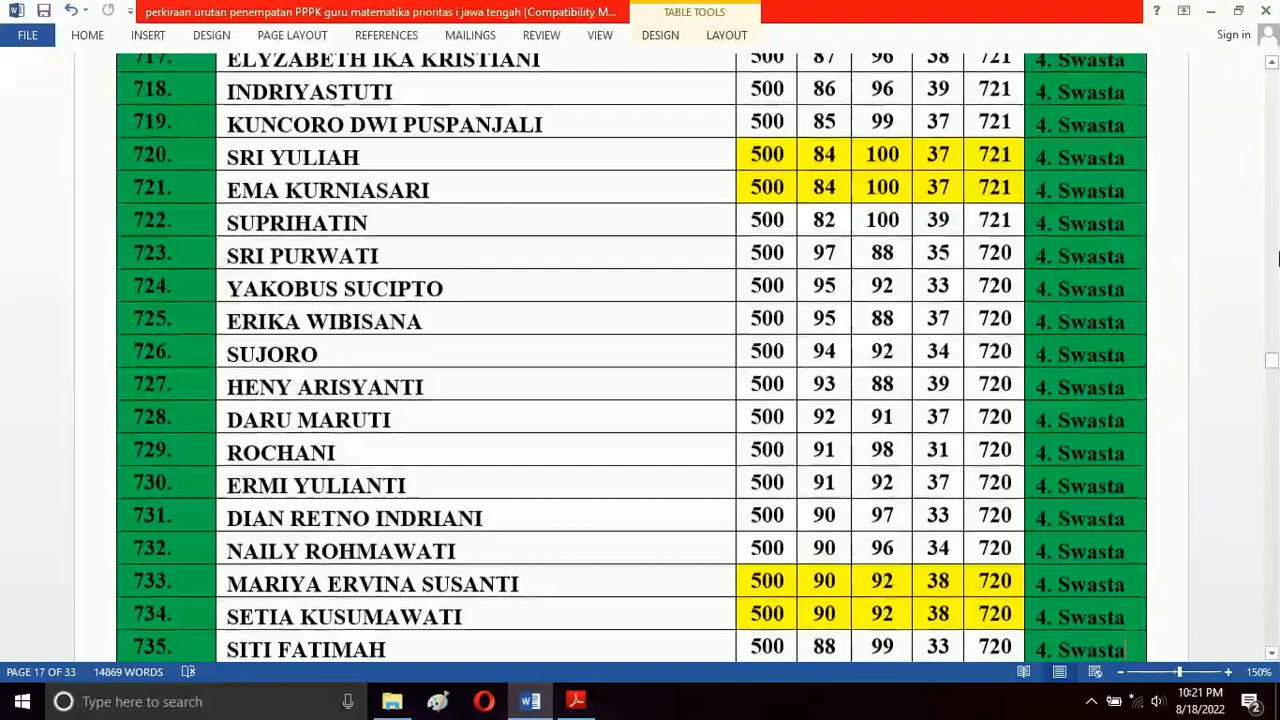 perkiraan urutan penempatan PPPK guru matematika prioritas i jawa tengah [Compatibility M...
TABLE TOOLS
?
FILE HOME INSERT DESIGN PAGE LAYOUT REFERENCES MAILINGS REVIEW VIEW DESIGN LAYOUT Sign in
717. ELYZABETH IKA KRISTIANI 500 87 96 38 721 4. Swasta
718. INDRIYASTUTI 500 86 96 39 721 4. Swasta
719. KUNCORO DWI PUSPANJALI 500 85 99 37 721 4. Swasta
720. SRI YULIAH 500 84 100 37 721 4. Swasta
721. EMA KURNIASARI 500 84 100 37 721 4. Swasta
722. SUPRIHATIN 500 82 100 39 721 4. Swasta
723. SRI PURWATI 500 97 88 35 720 4. Swasta
724. YAKOBUS SUCIPTO 500 95 92 33 720 4. Swasta
725. ERIKA WIBISANA 500 95 88 37 720 4. Swasta
726. SUJORO 500 94 92 34 720 4. Swasta
727. HENY ARISYANTI 500 93 88 39 720 4. Swasta
728. DARU MARUTI 500 92 91 37 720 4. Swasta
729. ROCHANI 500 91 98 31 720 4. Swasta
730. ERMI YULIANTI 500 91 92 37 720 4. Swasta
731. DIAN RETNO INDRIANI 500 90 97 33 720 4. Swasta
732. NAILY ROHMAWATI 500 90 96 34 720 4. Swasta
733. MARIYA ERVINA SUSANTI 500 90 92 38 720 4. Swasta
734. SETIA KUSUMAWATI 500 90 92 38 720 4. Swasta
735. SITI FATIMAH 500 88 99 33 720 4. Swasta
PAGE 17 OF 33 14869 WORDS 150%
Type here to search
10:21 PM
8/18/2022
2